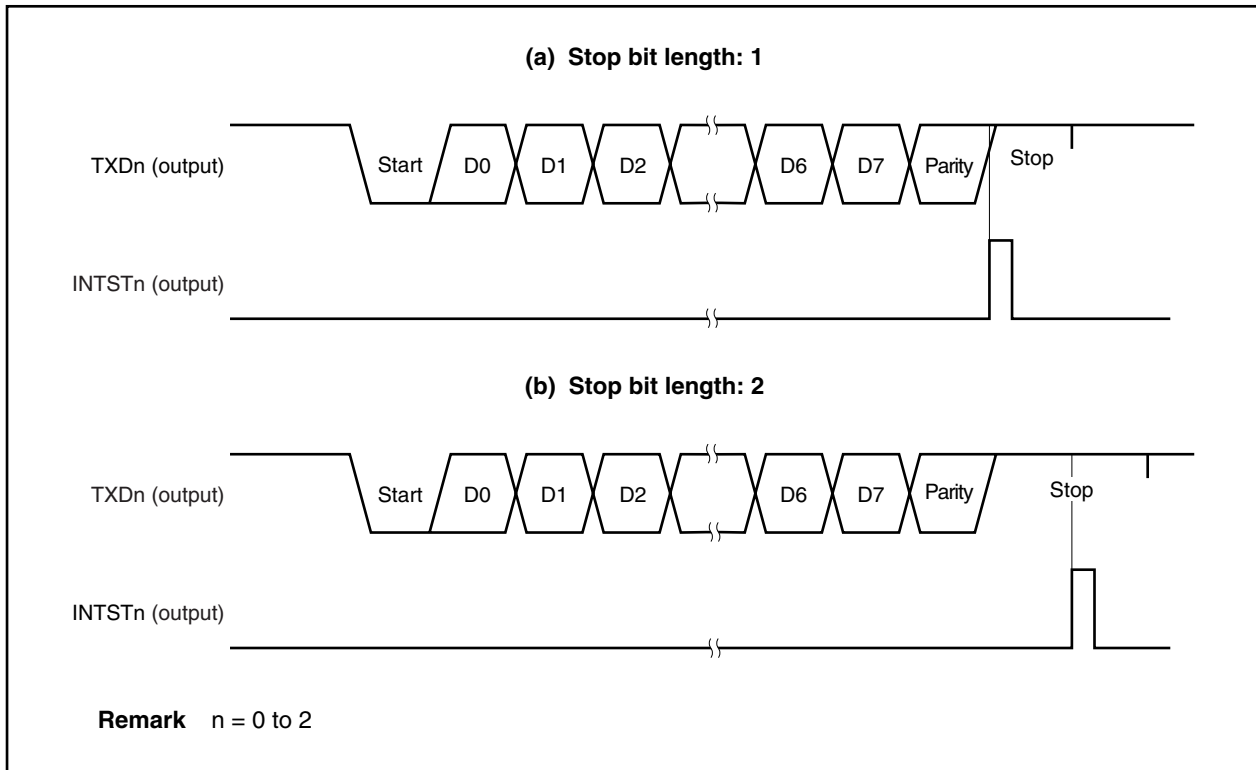 (a) Stop bit length: 1
TXDn (output) Start D0 D1 D2 D6 D7 Parity Stop
INTSTn (output)
(b) Stop bit length: 2
TXDn (output) Start D0 D1 D2 D6 D7 Parity Stop
INTSTn (output)
Remark n = 0 to 2